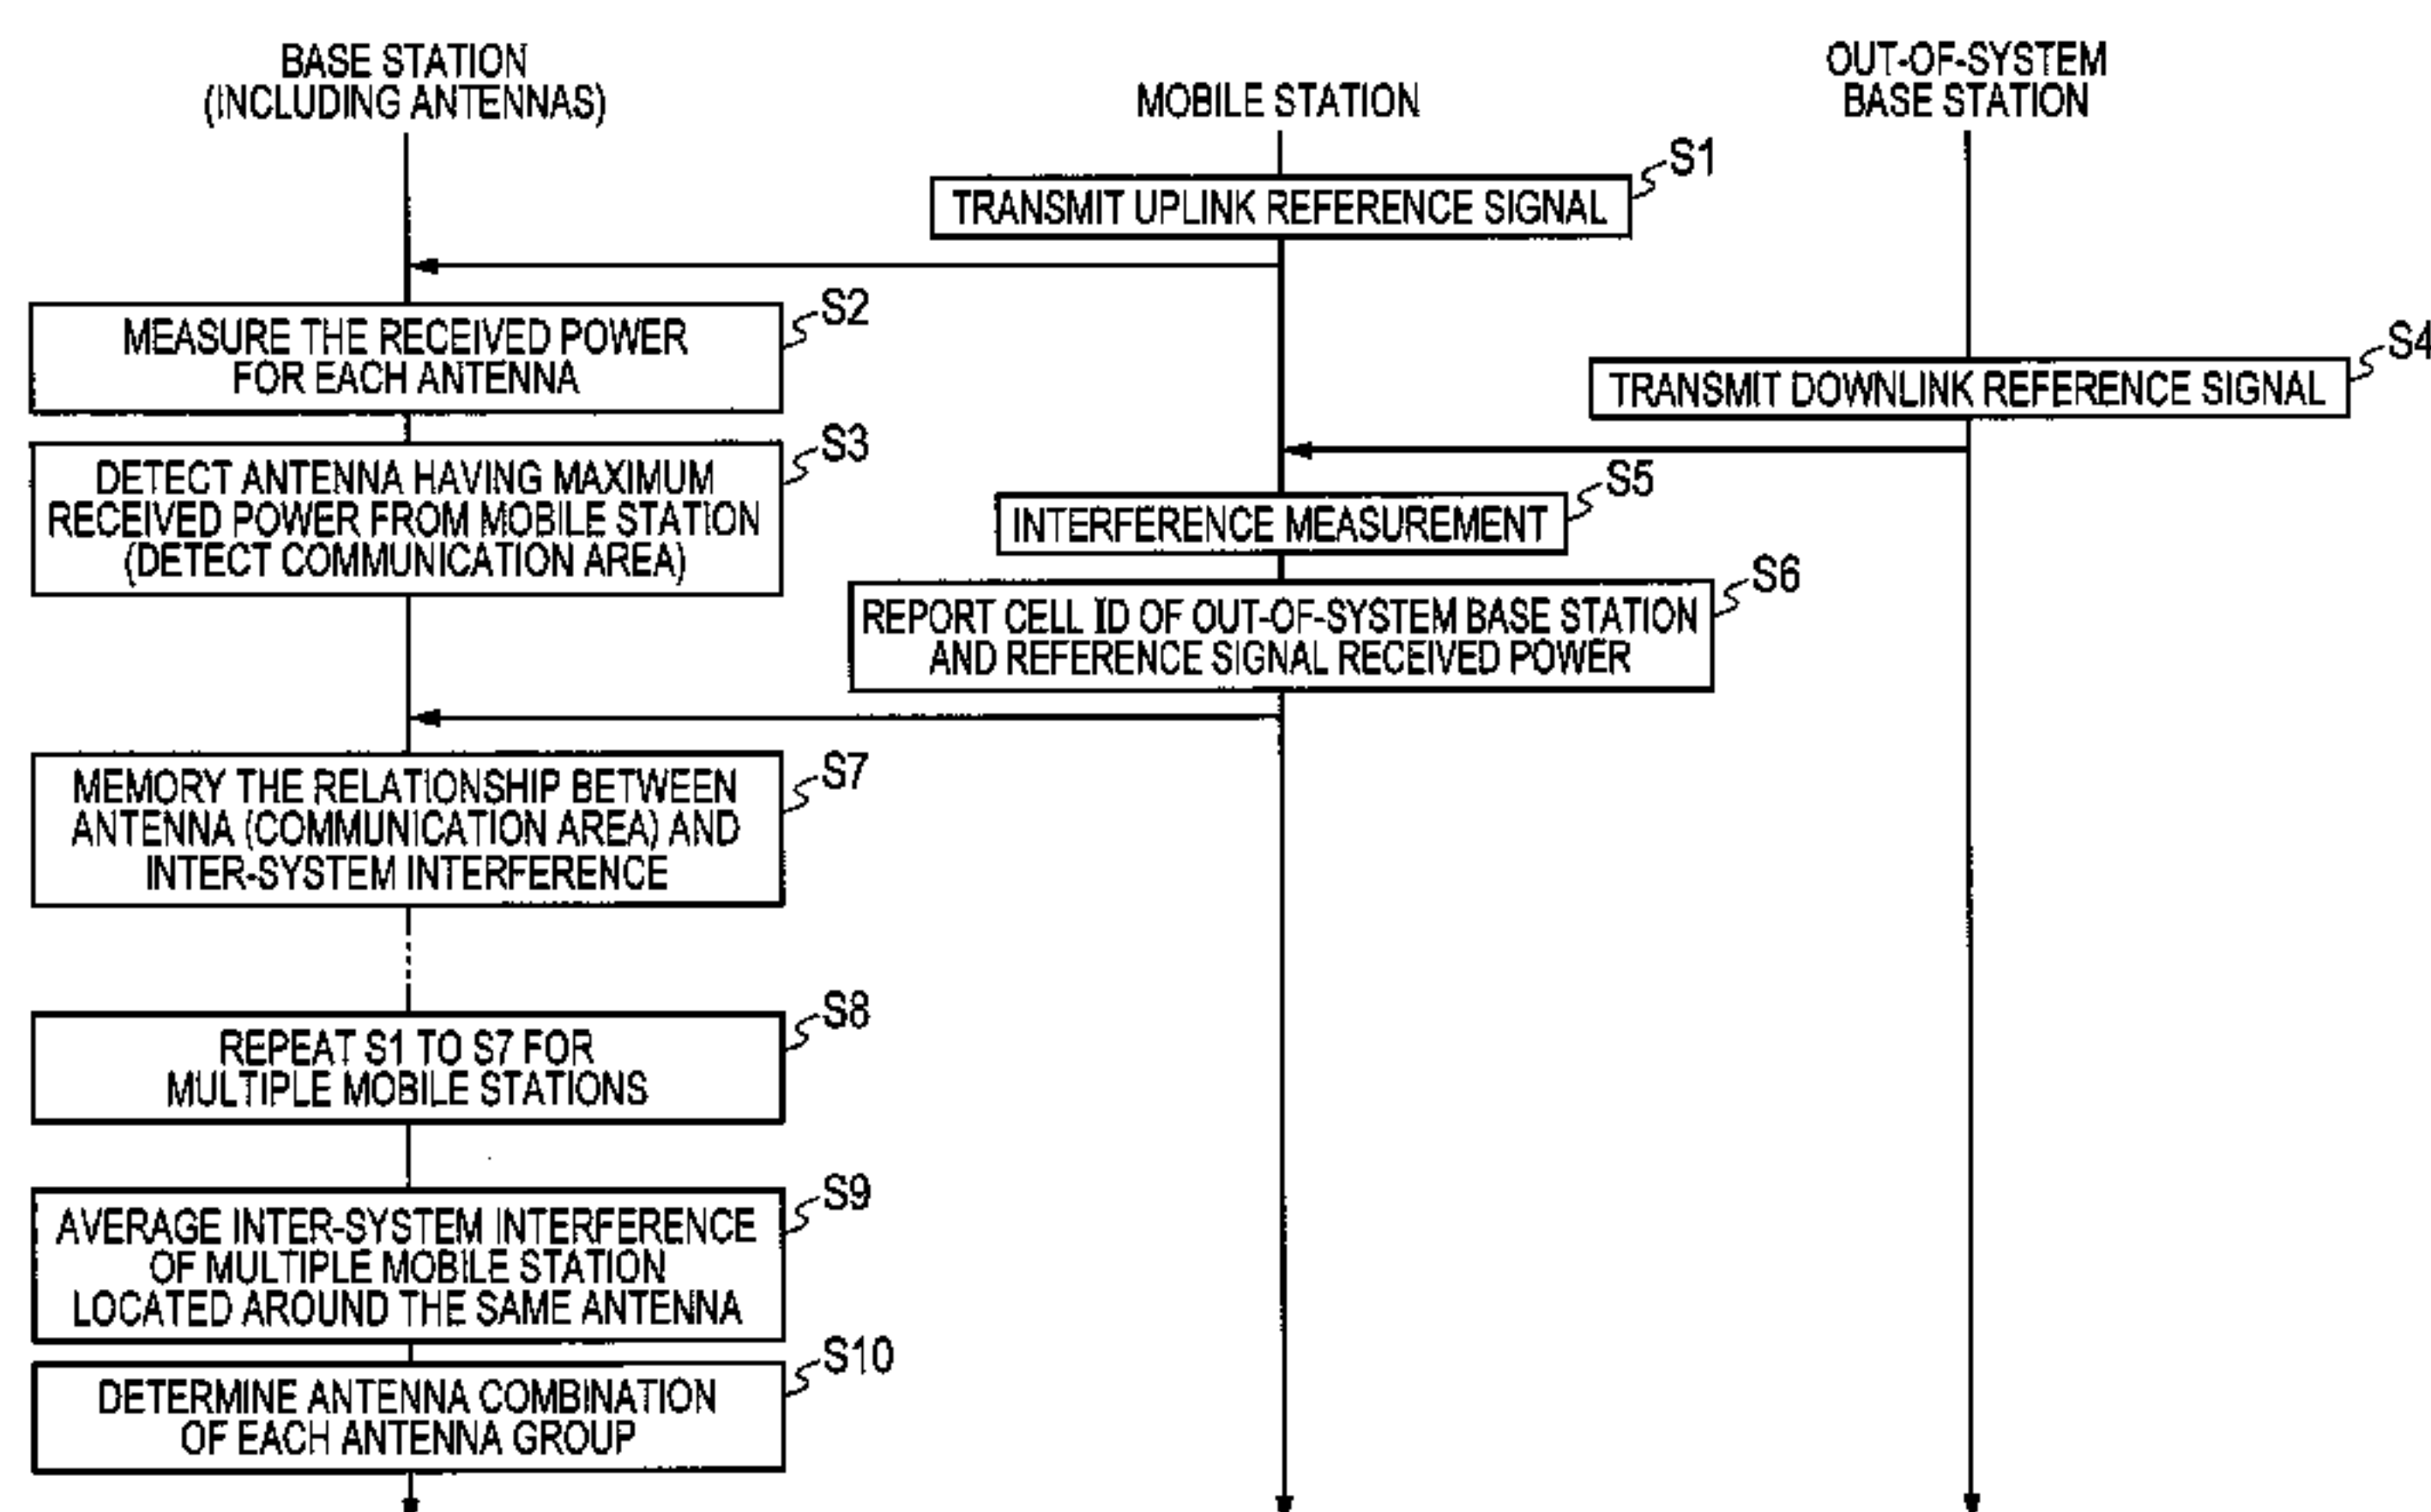 BASE STATION
(INCLUDING ANTENNAS)
MOBILE STATION
OUT-OF-SYSTEM
BASE STATION
S1
TRANSMIT UPLINK REFERENCE SIGNAL
S2
MEASURE THE RECEIVED POWER
FOR EACH ANTENNA
S4
TRANSMIT DOWNLINK REFERENCE SIGNAL
S3
DETECT ANTENNA HAVING MAXIMUM
RECEIVED POWER FROM MOBILE STATION
(DETECT COMMUNICATION AREA)
S5
INTERFERENCE MEASUREMENT
S6
REPORT CELL ID OF OUT-OF-SYSTEM BASE STATION
AND REFERENCE SIGNAL RECEIVED POWER
S7
MEMORY THE RELATIONSHIP BETWEEN
ANTENNA (COMMUNICATION AREA) AND
INTER-SYSTEM INTERFERENCE
S8
REPEAT S1 TO S7 FOR
MULTIPLE MOBILE STATIONS
S9
AVERAGE INTER-SYSTEM INTERFERENCE
OF MULTIPLE MOBILE STATION
LOCATED AROUND THE SAME ANTENNA
S10
DETERMINE ANTENNA COMBINATION
OF EACH ANTENNA GROUP